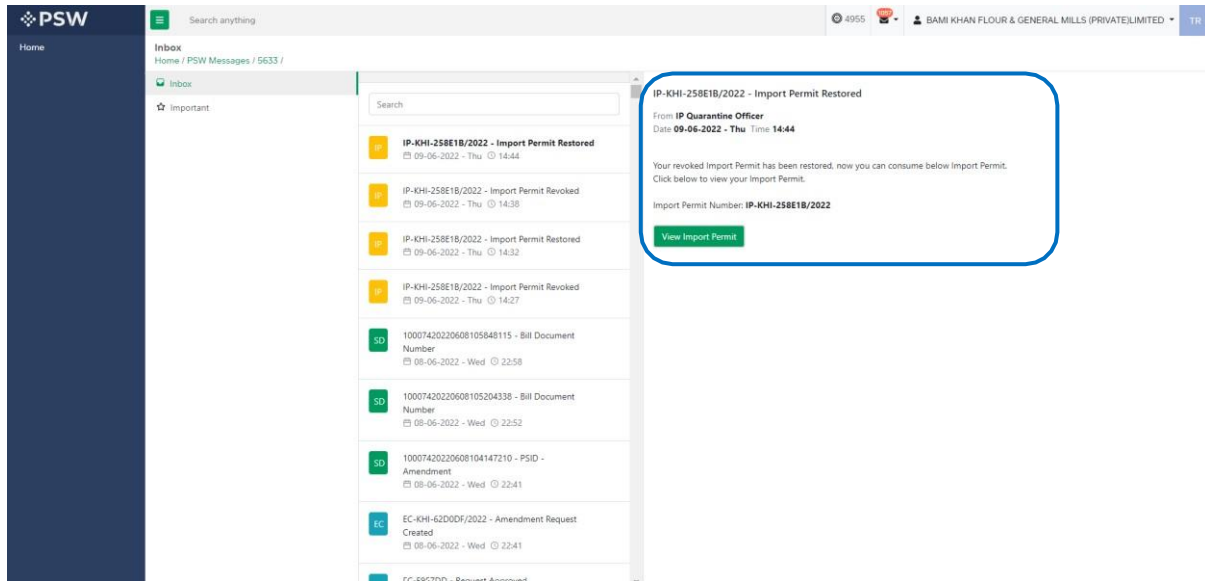 PSW
Search anything
4955
BAMI KHAN FLOUR & GENERAL MILLS (PRIVATE)LIMITED
TR
Home
Inbox
Home / PSW Messages / 5633 /
Inbox
Important
Search
IP
IP-KHI-258E1B/2022 - Import Permit Restored
09-06-2022 - Thu 14:44
IP
IP-KHI-258E1B/2022 - Import Permit Revoked
09-06-2022 - Thu 14:38
IP
IP-KHI-258E1B/2022 - Import Permit Restored
09-06-2022 - Thu 14:32
IP
IP-KHI-258E1B/2022 - Import Permit Revoked
09-06-2022 - Thu 14:27
SD
10007420220608105848115 - Bill Document
Number
08-06-2022 - Wed 22:58
SD
10007420220608105204338 - Bill Document
Number
08-06-2022 - Wed 22:52
SD
10007420220608104147210 - PSID -
Amendment
08-06-2022 - Wed 22:41
EC
EC-KHI-62D0DF/2022 - Amendment Request
Created
08-06-2022 - Wed 22:41
Request Approved
IP-KHI-258E1B/2022 - Import Permit Restored
From IP Quarantine Officer
Date 09-06-2022 - Thu Time 14:44
Your revoked Import Permit has been restored, now you can consume below Import Permit.
Click below to view your Import Permit.
Import Permit Number: IP-KHI-258E1B/2022
View Import Permit